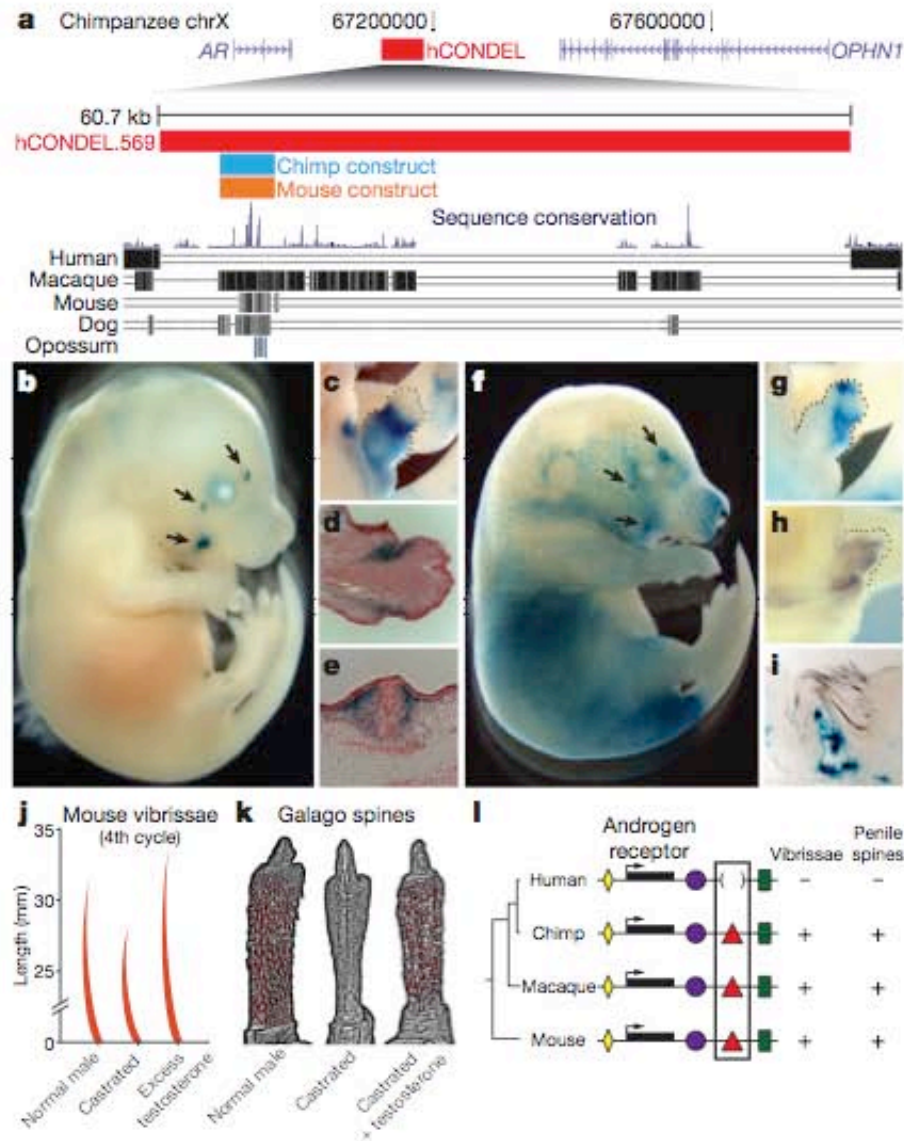 a Chimpanzee chrX 67200000 67600000
AR hCONDEL OPHN1
60.7 kb
hCONDEL.569
Chimp construct
Mouse construct
Sequence conservation
Human
Macaque
Mouse
Dog
Opossum
b c f g
d h
e i
j Mouse vibrissae
(4th cycle)
35
30
25
0
Length (mm)
Normal male
Castrated
Excess
testosterone
k Galago spines
Normal male
Castrated
Castrated
+ testosterone
l Androgen
receptor
Vibrissae
Penile
spines
Human ( ) − −
Chimp + +
Macaque + +
Mouse + +